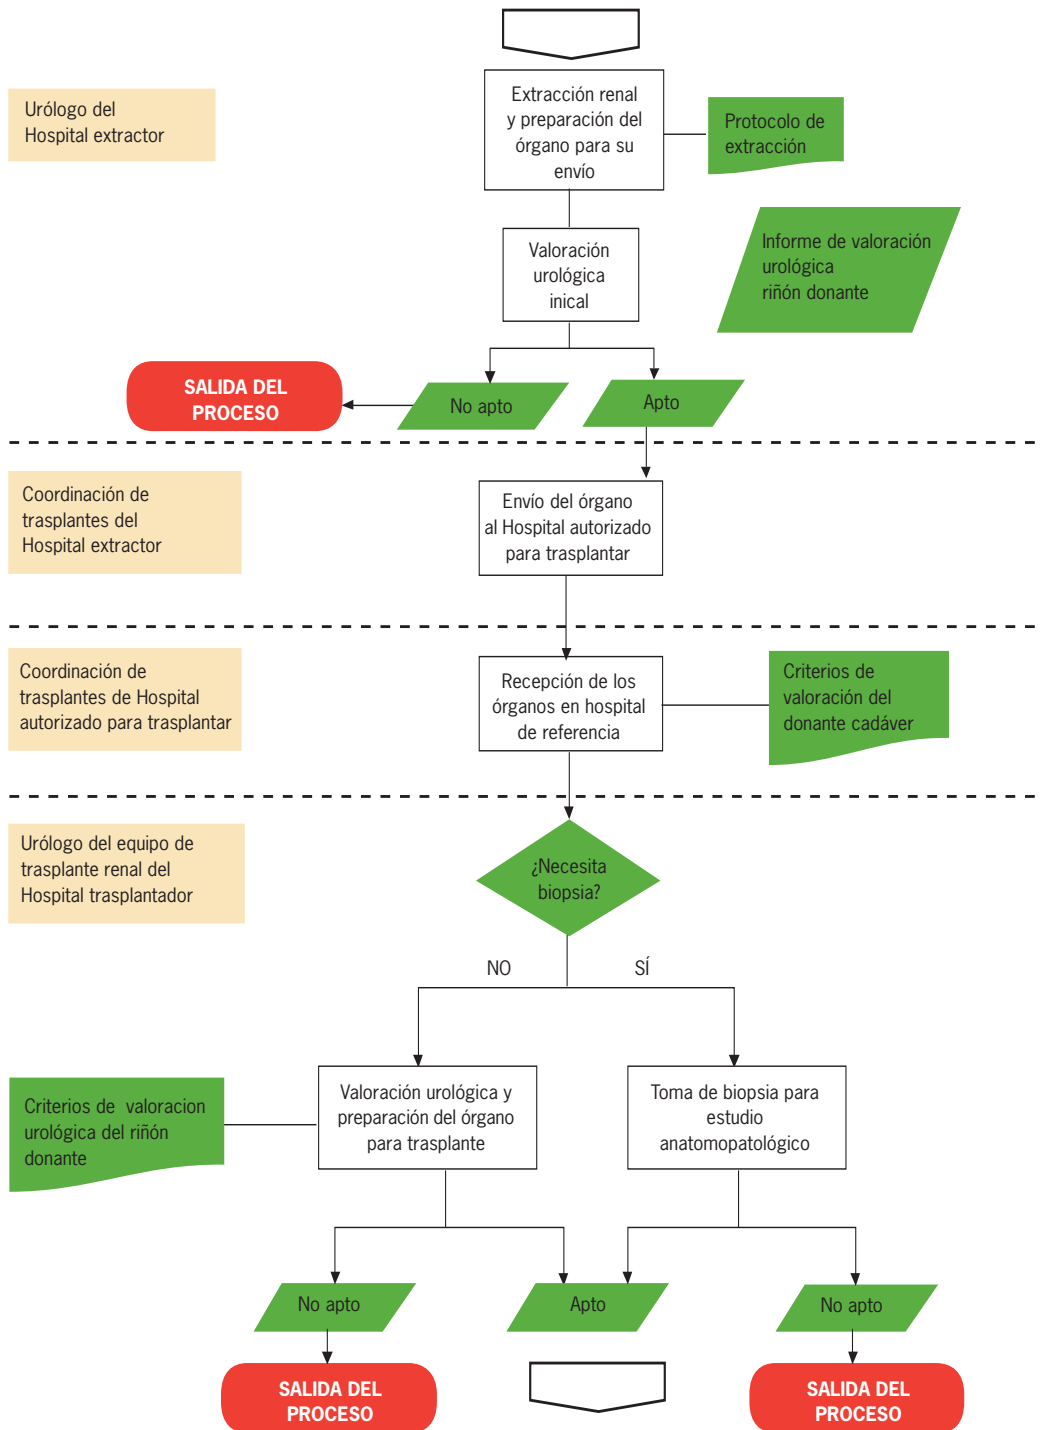 Extracción renal
y preparación del
órgano para su
envío
Urólogo del
Hospital extractor
Protocolo de
extracción
Informe de valoración
urológica
riñón donante
Valoración
urológica
inical
SALIDA DEL
PROCESO
No apto
Apto
Coordinación de
trasplantes del
Hospital extractor
Envío del órgano
al Hospital autorizado
para trasplantar
Coordinación de
trasplantes de Hospital
autorizado para trasplantar
Recepción de los
órganos en hospital
de referencia
Criterios de
valoración del
donante cadáver
Urólogo del equipo de
trasplante renal del
Hospital trasplantador
¿Necesita
biopsia?
NO
SÍ
Criterios de valoracion
urológica del riñón
donante
Valoración urológica y
preparación del órgano
para trasplante
Toma de biopsia para
estudio
anatomopatológico
No apto
Apto
No apto
SALIDA DEL
PROCESO
SALIDA DEL
PROCESO